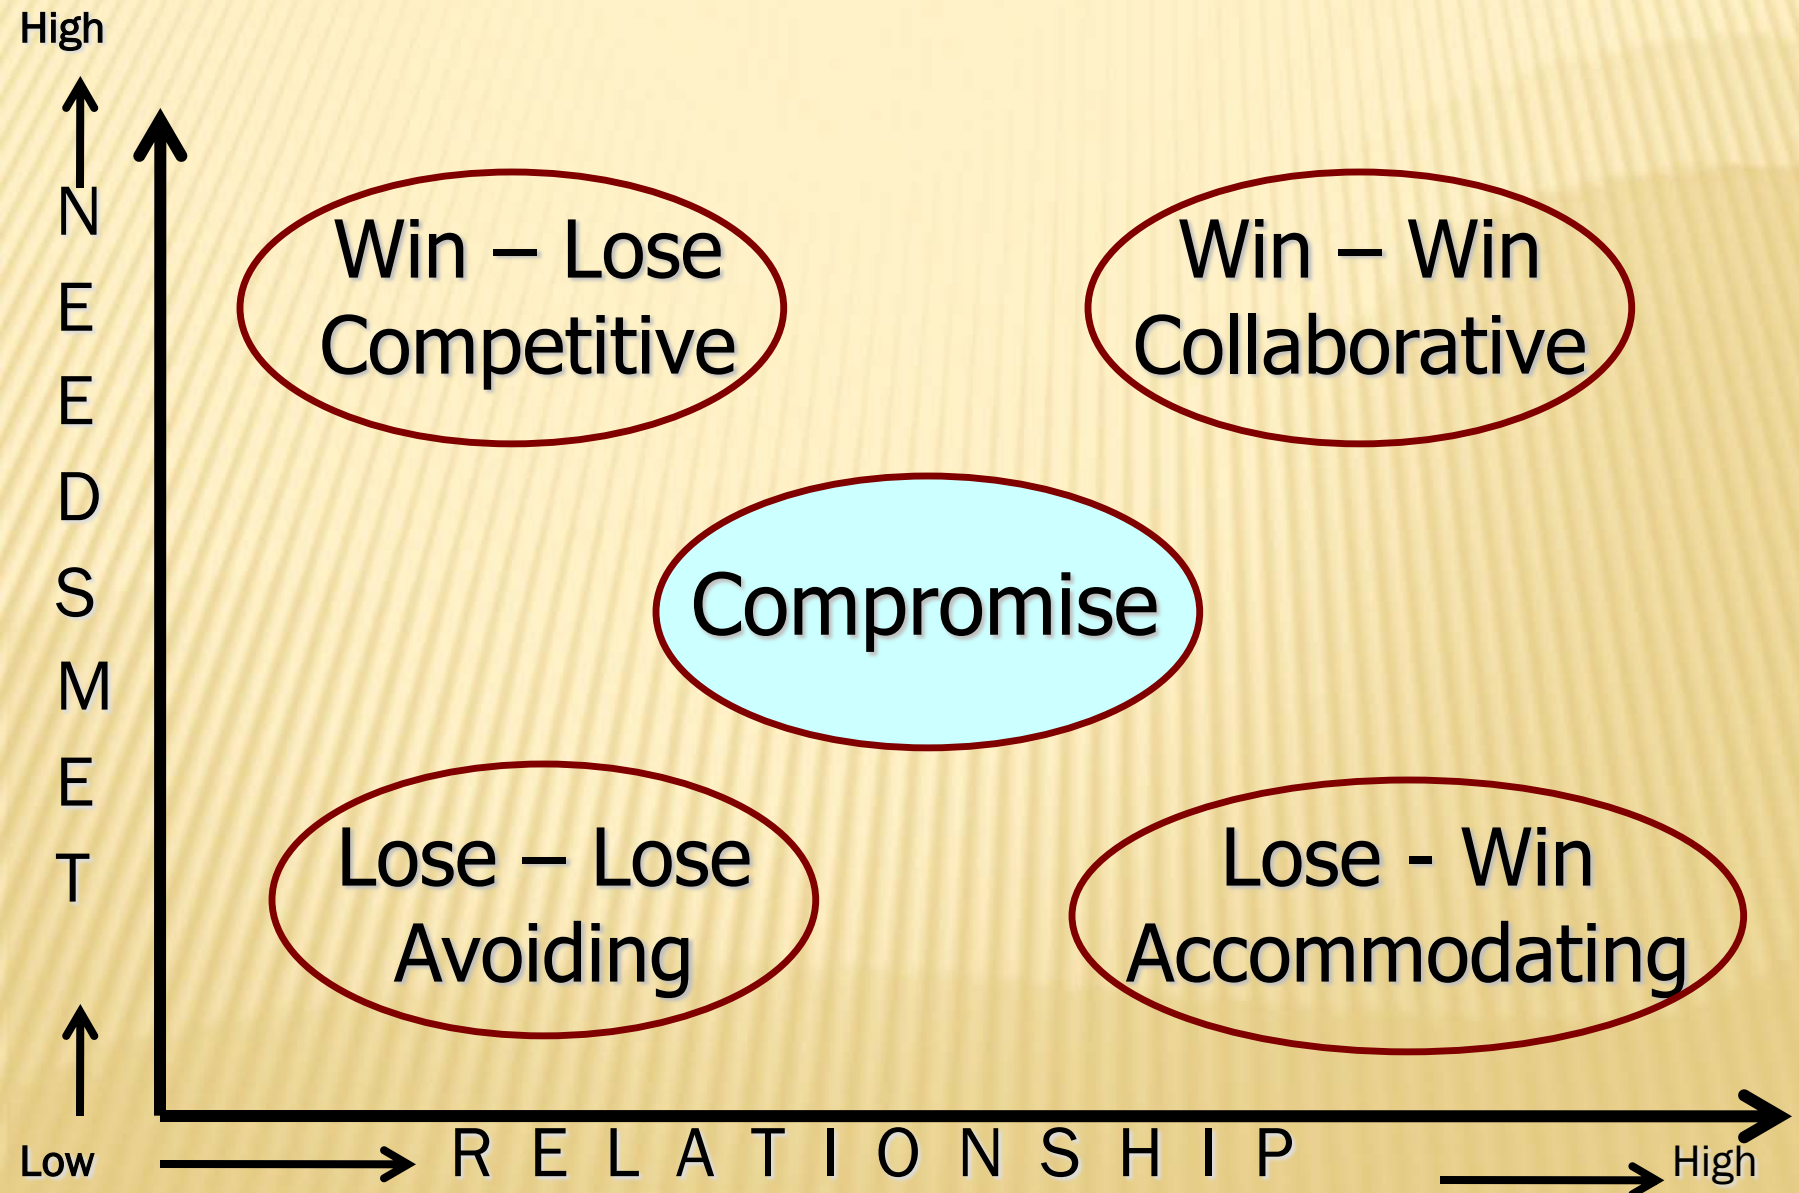 High
N
E
E
D
S
M
E
T
Win – Lose
Competitive
Win – Win
Collaborative
Compromise
Lose – Lose
Avoiding
Lose - Win
Accommodating
Low
R E L A T I O N S H I P
High